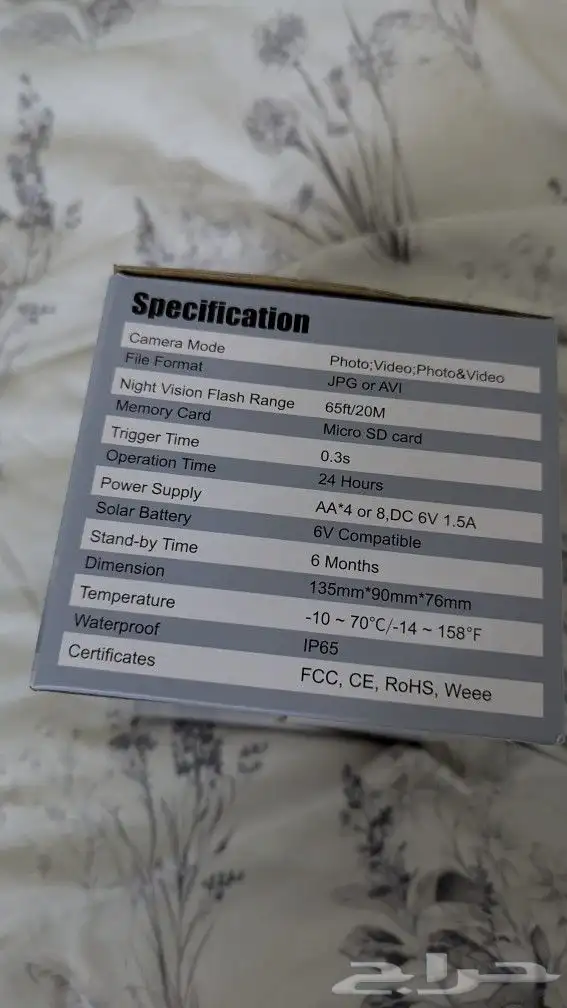 Specification
Camera Mode Photo;Video;Photo&Video
File Format JPG or AVI
Night Vision Flash Range 65ft/20M
Memory Card Micro SD card
Trigger Time 0.3s
Operation Time 24 Hours
Power Supply AA*4 or 8,DC 6V 1.5A
Solar Battery 6V Compatible
Stand-by Time 6 Months
Dimension 135mm*90mm*76mm
Temperature -10 ~ 70℃/-14 ~ 158°F
Waterproof IP65
Certificates FCC, CE, RoHS, Weee
حراج